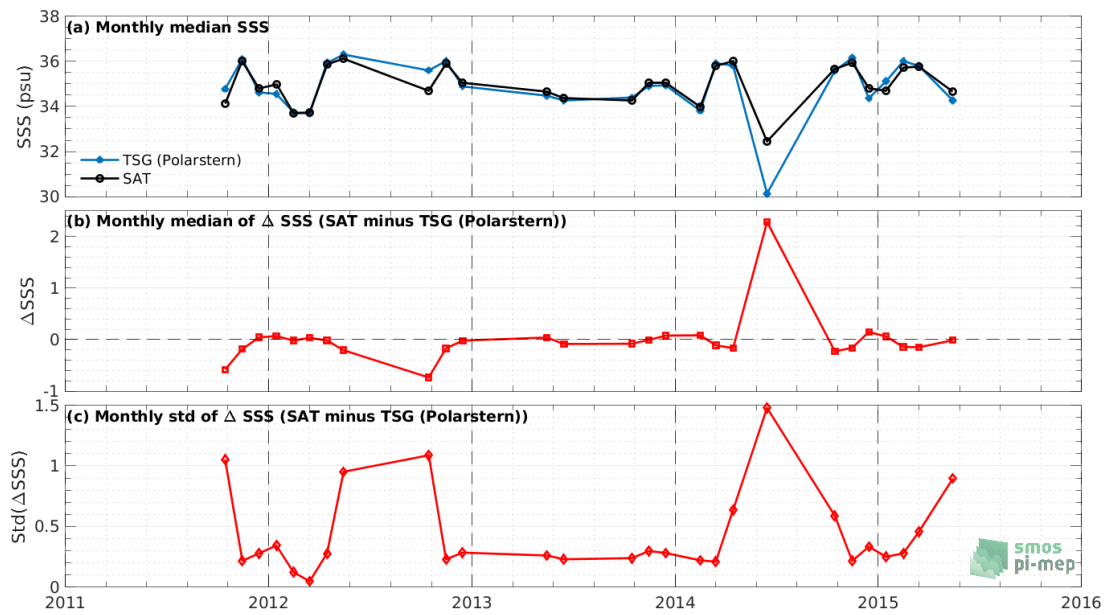 38
(a) Monthly median SSS
36
34
32
30
SSS (psu)
TSG (Polarstern)
SAT
(b) Monthly median of Δ SSS (SAT minus TSG (Polarstern))
2
1
0
-1
Δ SSS
(c) Monthly std of Δ SSS (SAT minus TSG (Polarstern))
1.5
1
0.5
0
Std(Δ SSS)
smos
pi-mep
2011 2012 2013 2014 2015 2016